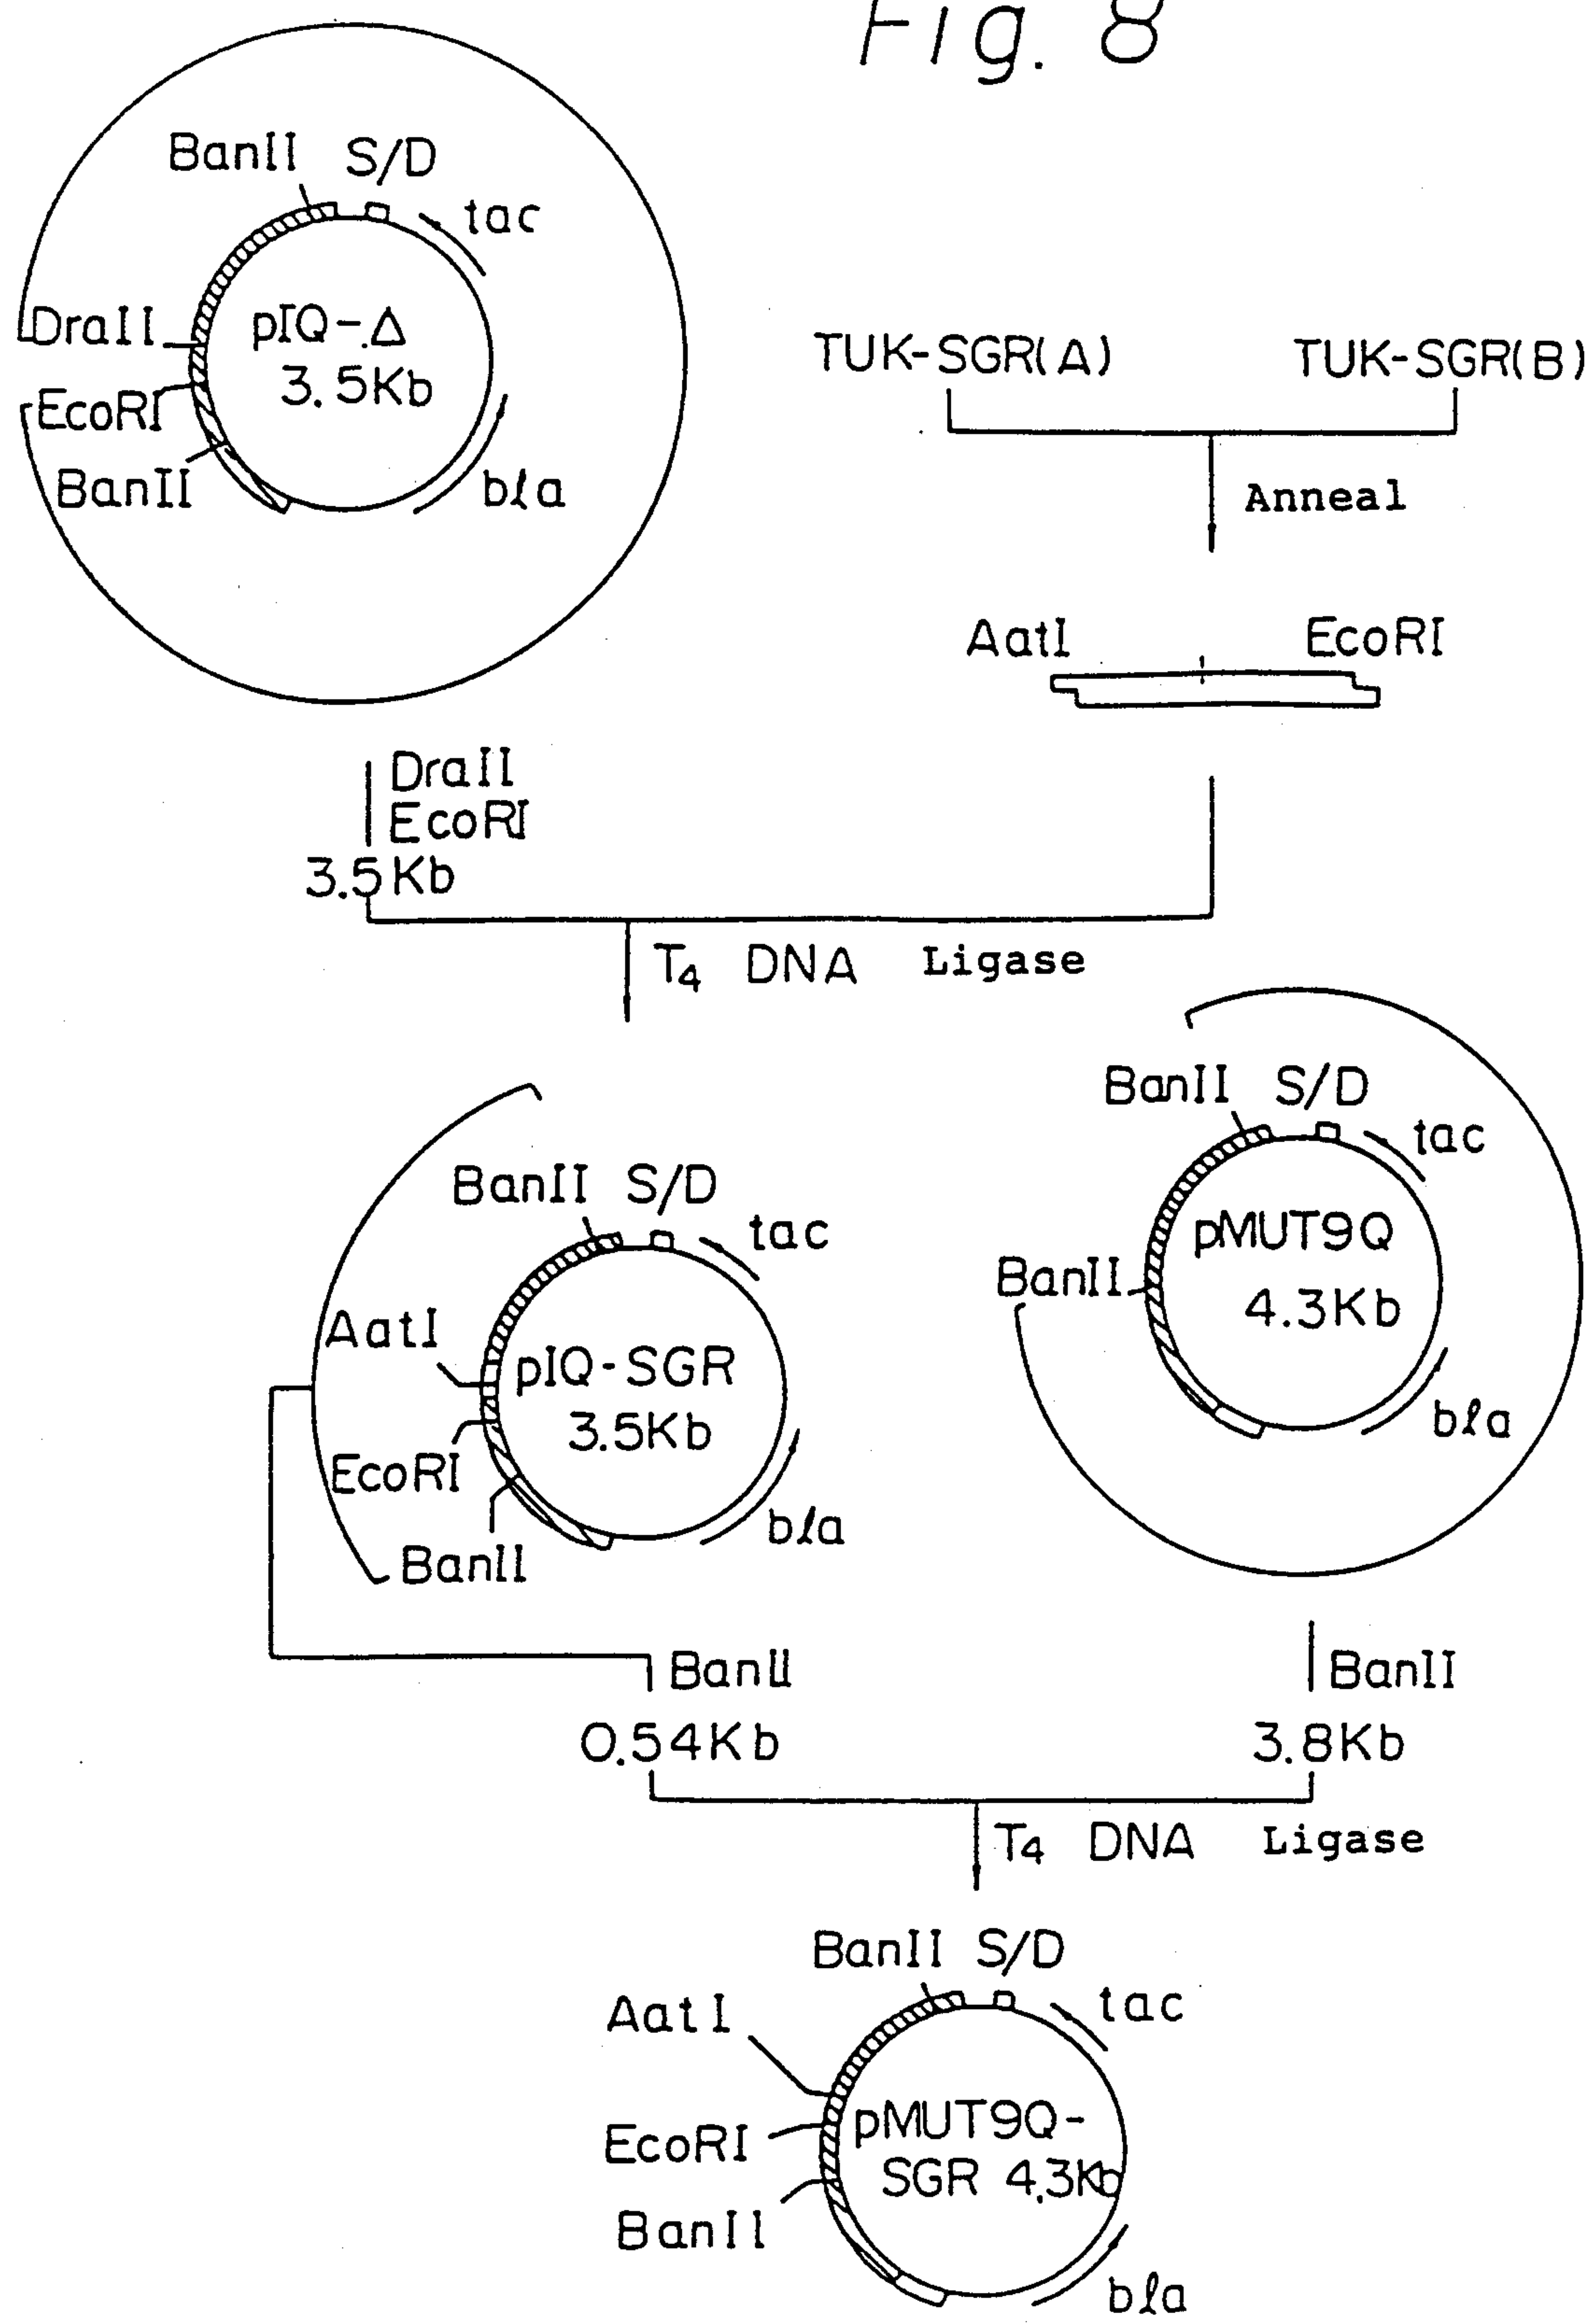 Fig. 8
BanII S/D
tac
DraII
pIQ-Δ
3.5Kb
EcoRI
BanII
bla
TUK-SGR(A) TUK-SGR(B)
Anneal
AatI EcoRI
DraII
EcoRI
3.5Kb
T4 DNA Ligase
BanII S/D
tac
AatI
pIQ-SGR
3.5Kb
EcoRI
BanII
bla
BanII S/D
tac
pMUT9Q
BanII
4.3Kb
bla
BanII
0.54Kb
BanII
3.8Kb
T4 DNA Ligase
BanII S/D
tac
AatI
pMUT9Q-
EcoRI
SGR 4.3Kb
BanII
bla